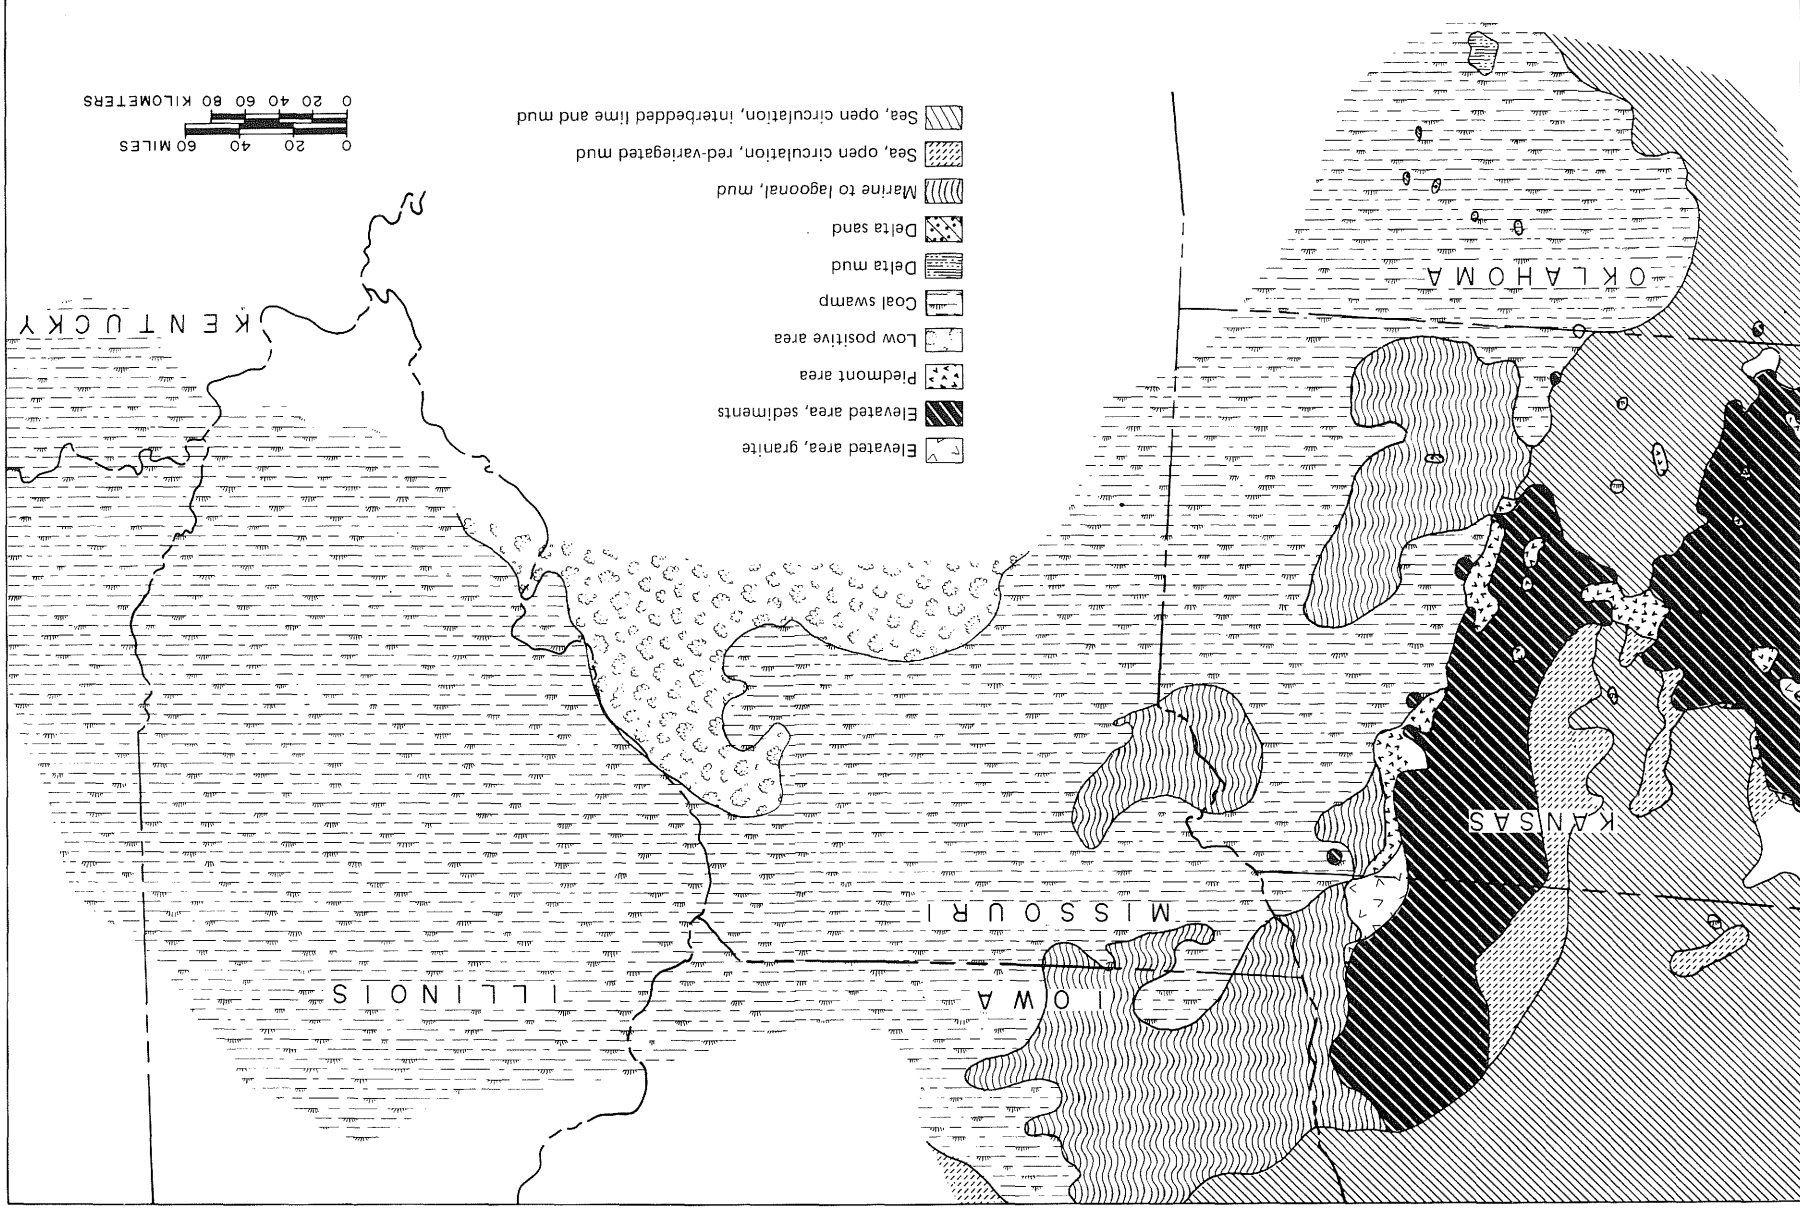 IOWA
ILLINOIS
MISSOURI
KANSAS
Elevated area, granite
Elevated area, sediments
Piedmont area
Low positive area
Coal swamp
Delta mud
Delta sand
Marine to lagoonal, mud
Sea, open circulation, red-variegated mud
Sea, open circulation, interbedded lime and mud
KENTUCKY
OKLAHOMA
0 20 40 60 MILES
0 20 40 60 80 KILOMETERS